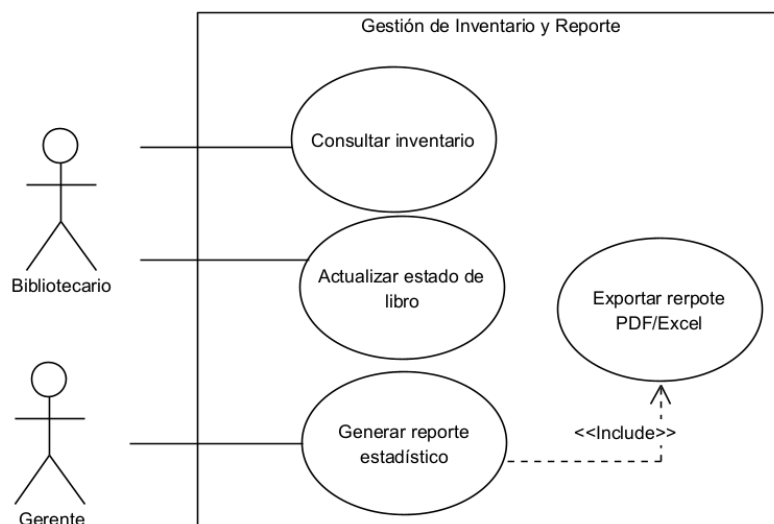 Gestión de Inventario y Reporte
Consultar inventario
Bibliotecario
Actualizar estado de
libro
Exportar rerpote
PDF/Excel
<<Include>>
Generar reporte
estadístico
Gerente